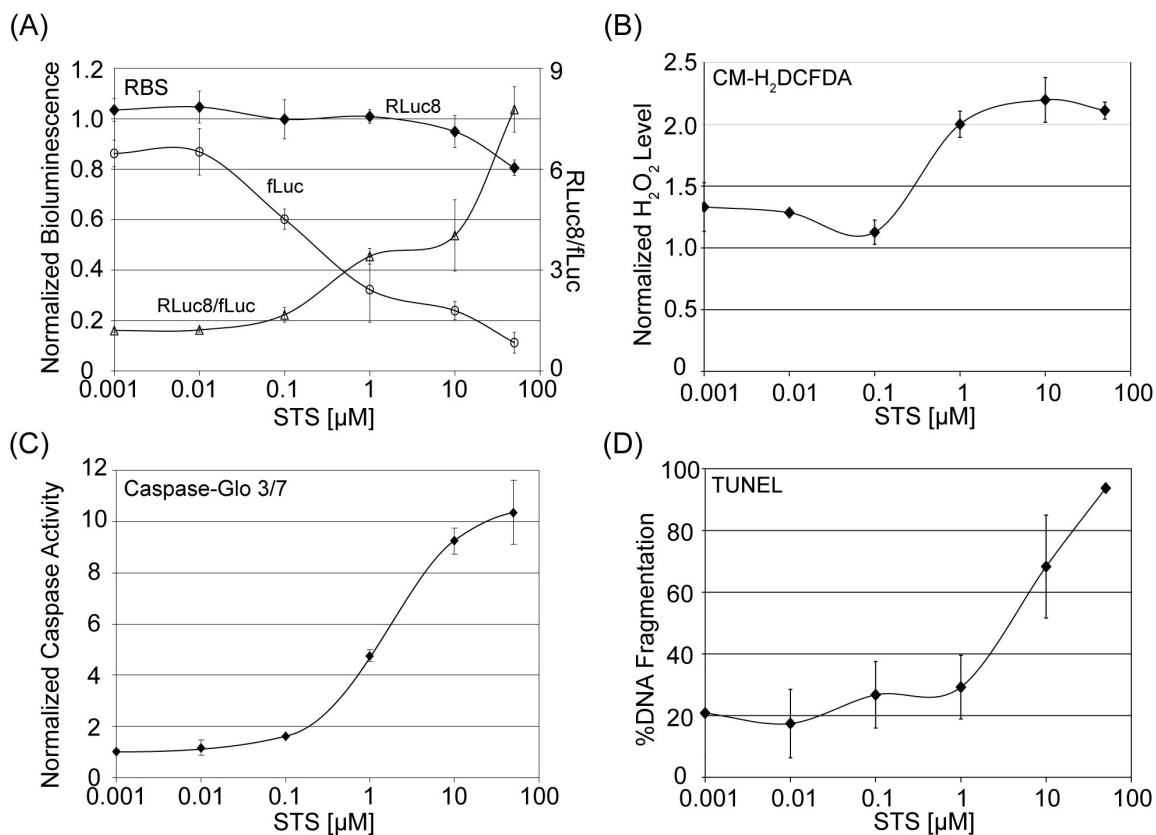 (A)
Normalized Bioluminescence
1.2
1.0
0.8
0.6
0.4
0.2
0
RBS
RLuc8
fLuc
RLuc8/fLuc
9
6
3
0
RLuc8/fLuc
0.001 0.01 0.1 1 10 100
STS [µM]
(B)
Normalized H₂O₂ Level
2.5
2.0
1.5
1.0
0.5
0
CM-H₂DCFDA
0.001 0.01 0.1 1 10 100
STS [µM]
(C)
Normalized Caspase Activity
12
10
8
6
4
2
0
Caspase-Glo 3/7
0.001 0.01 0.1 1 10 100
STS [µM]
(D)
%DNA Fragmentation
100
80
60
40
20
0
TUNEL
0.001 0.01 0.1 1 10 100
STS [µM]